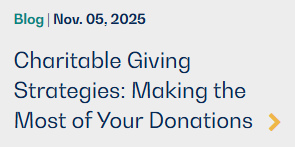 Blog | Nov. 05, 2025
Charitable Giving
Strategies: Making the
Most of Your Donations